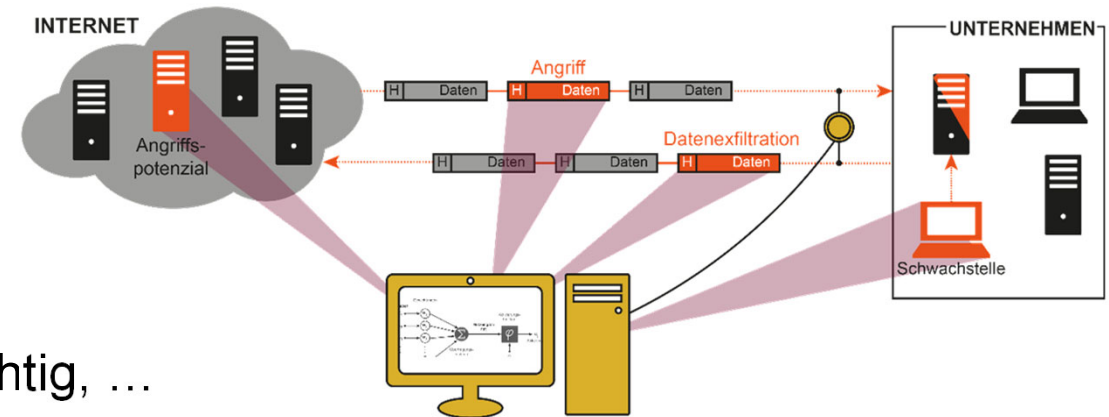 INTERNET
UNTERNEHMEN
Angriff
H Daten H Daten H Daten
Angriffs-
potenzial
Datenexfiltration
H Daten H Daten H Daten
Schwachstelle
Σ φ
htig, ...